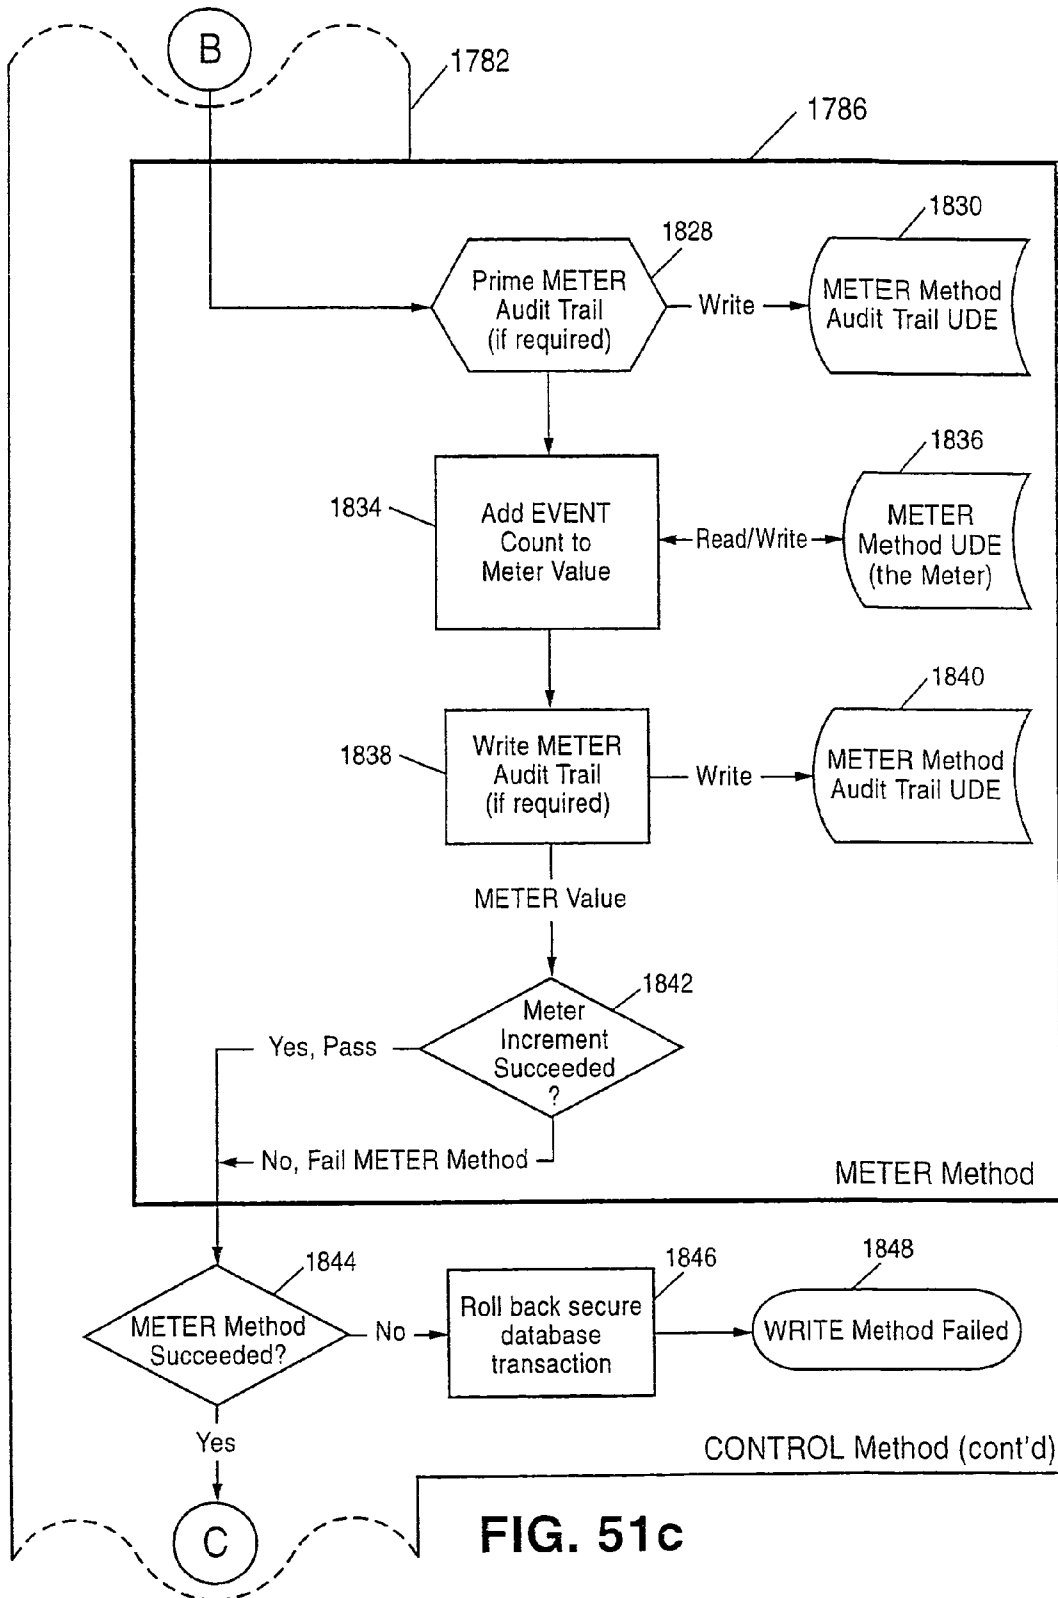 B
1782
1786
1828
1830
Prime METER
Audit Trail
(if required)
Write
METER Method
Audit Trail UDE
1834
1836
Add EVENT
Count to
Meter Value
Read/Write
METER
Method UDE
(the Meter)
1838
1840
Write METER
Audit Trail
(if required)
Write
METER Method
Audit Trail UDE
METER Value
1842
Meter
Increment
Succeeded
?
Yes, Pass
No, Fail METER Method
METER Method
1844
METER Method
Succeeded?
No
1846
Roll back secure
database
transaction
1848
WRITE Method Failed
Yes
CONTROL Method (cont'd)
C
FIG. 51c